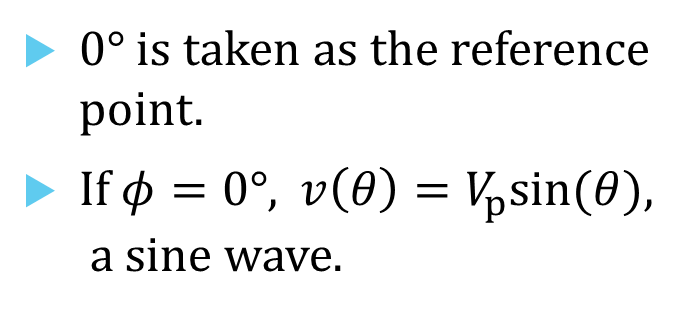 0° is taken as the reference
point.
If ϕ = 0°, v(θ) = Vₚsin(θ),
a sine wave.